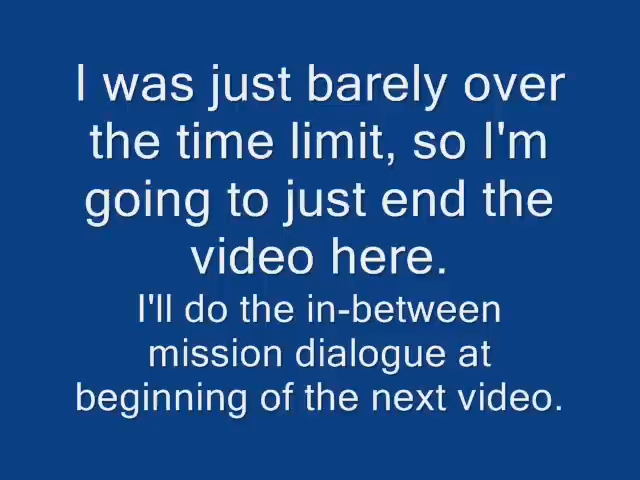 I was just barely over
the time limit, so I'm
going to just end the
video here.
I'll do the in-between
mission dialogue at
beginning of the next video.